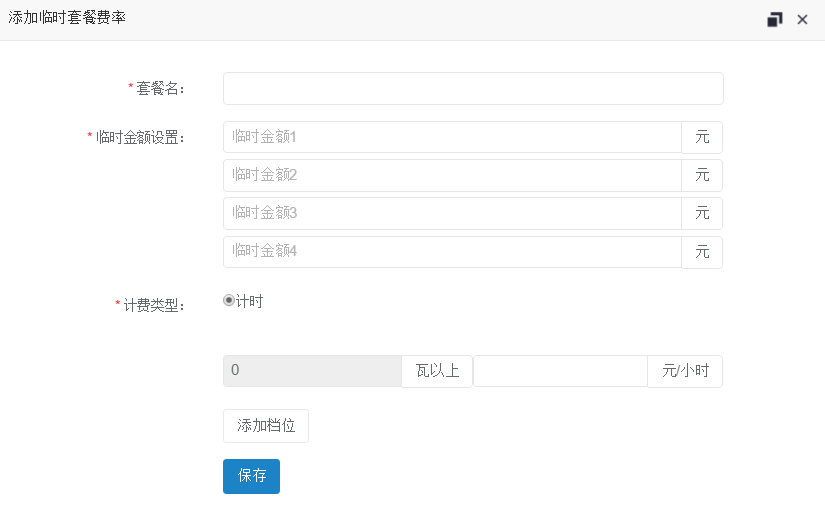 添加临时套餐费率
* 套餐名：
* 临时金额设置： 临时金额1 元
临时金额2 元
临时金额3 元
临时金额4 元
* 计费类型： 计时
0 瓦以上 元/小时
添加档位
保存